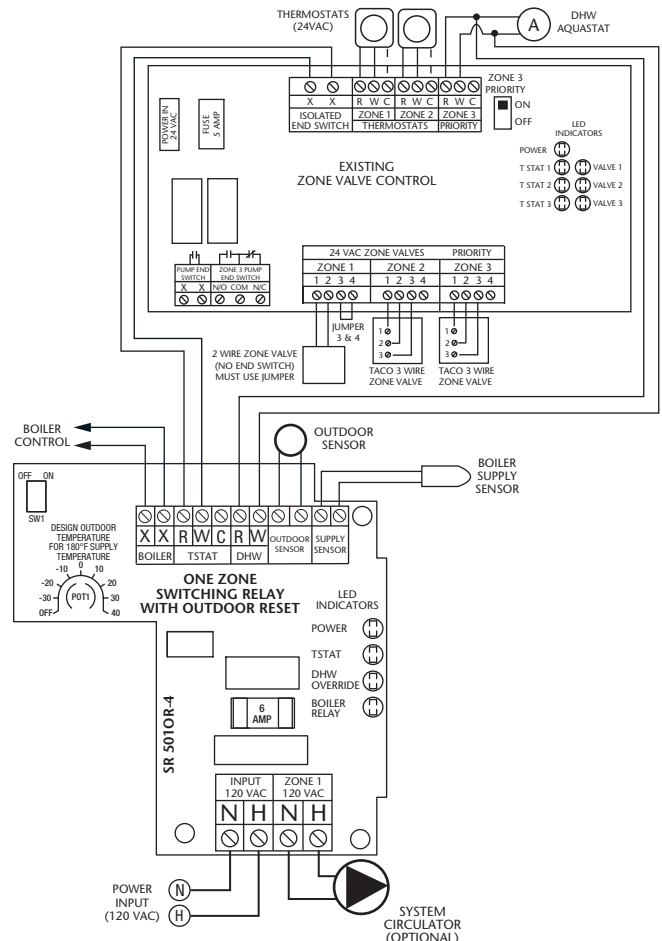 THERMOSTATS
(24VAC)
A
DHW
AQUASTAT
POWER IN
24 VAC
FUSE
5 AMP
X X
ISOLATED
END SWITCH
R W C R W C R W C
ZONE 1 ZONE 2 ZONE 3
THERMOSTATS PRIORITY
ZONE 3
PRIORITY
ON
OFF
LED
INDICATORS
POWER
T STAT 1 VALVE 1
T STAT 2 VALVE 2
T STAT 3 VALVE 3
EXISTING
ZONE VALVE CONTROL
PUMP END
SWITCH
X X
ZONE 3 PUMP
END SWITCH
N/O COM N/C
24 VAC ZONE VALVES PRIORITY
ZONE 1 ZONE 2 ZONE 3
1 2 3 4 1 2 3 4 1 2 3 4
JUMPER
3 & 4
2 WIRE ZONE VALVE
(NO END SWITCH)
MUST USE JUMPER
1
2
3
TACO 3 WIRE
ZONE VALVE
1
2
3
TACO 3 WIRE
ZONE VALVE
BOILER
CONTROL
OUTDOOR
SENSOR
BOILER
SUPPLY
SENSOR
OFF ON
SW1
DESIGN OUTDOOR
TEMPERATURE
FOR 180°F SUPPLY
TEMPERATURE
-10 0 10
-20 20
-30 POT1 30
OFF 40
X X R W C R W
OUTDOOR
SENSOR
SUPPLY
SENSOR
BOILER TSTAT DHW
ONE ZONE
SWITCHING RELAY
WITH OUTDOOR RESET
LED
INDICATORS
POWER
TSTAT
DHW
OVERRIDE
BOILER
RELAY
6
AMP
SR 501OR-4
INPUT
120 VAC
ZONE 1
120 VAC
N H N H
POWER
INPUT
(120 VAC)
N
H
SYSTEM
CIRCULATOR
(OPTIONAL)